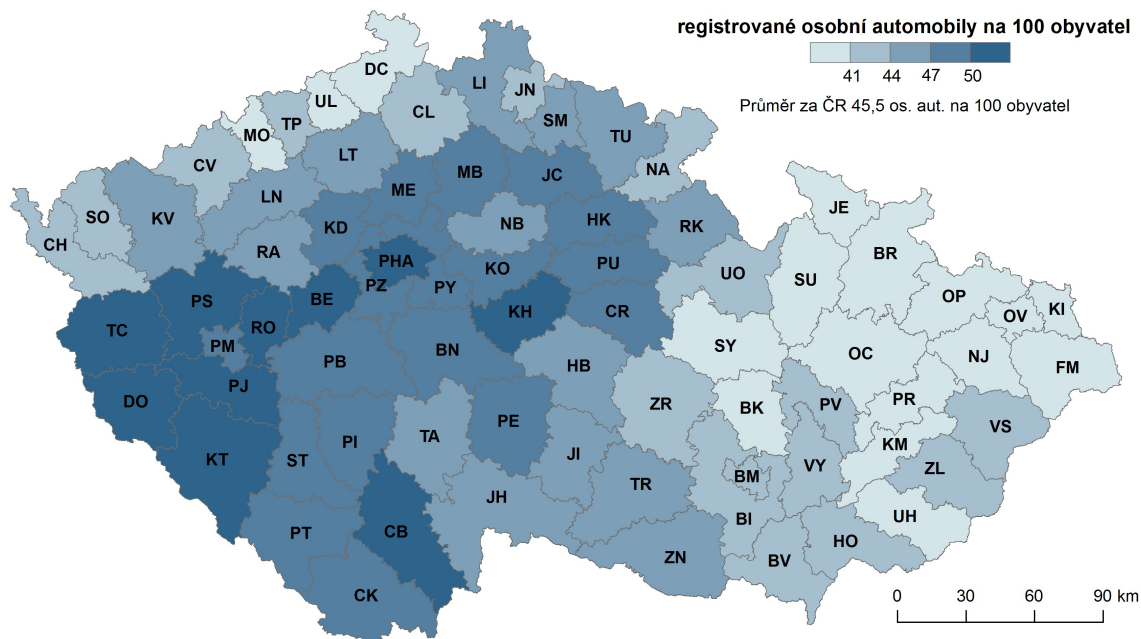 registrované osobní automobily na 100 obyvatel
41 44 47 50
Průměr za ČR 45,5 os. aut. na 100 obyvatel
DC
LI
JN
UL
TP
CL
MO
SM
TU
CV
LT
NA
MB
JC
ME
LN
SO
KV
JE
NB
HK
RK
KD
CH
RA
BR
PHA
KO
PU
UO
SU
PZ
PY
OP
PS
BE
KH
CR
OV
KI
TC
RO
PM
SY
OC
NJ
BN
PB
HB
FM
PJ
DO
ZR
BK
PV
PR
PE
VS
TA
PI
KM
KT
ST
JI
VY
ZL
BM
TR
JH
BI
UH
PT
CB
HO
ZN
BV
CK
0 30 60 90 km